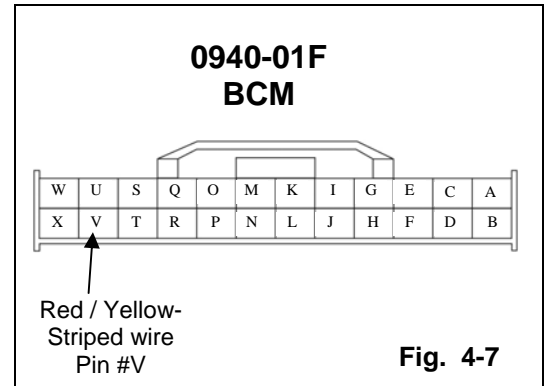 0940-01F
BCM
W U S Q O M K I G E C A
X V T R P N L J H F D B
Red / Yellow-
Striped wire
Pin #V
Fig. 4-7